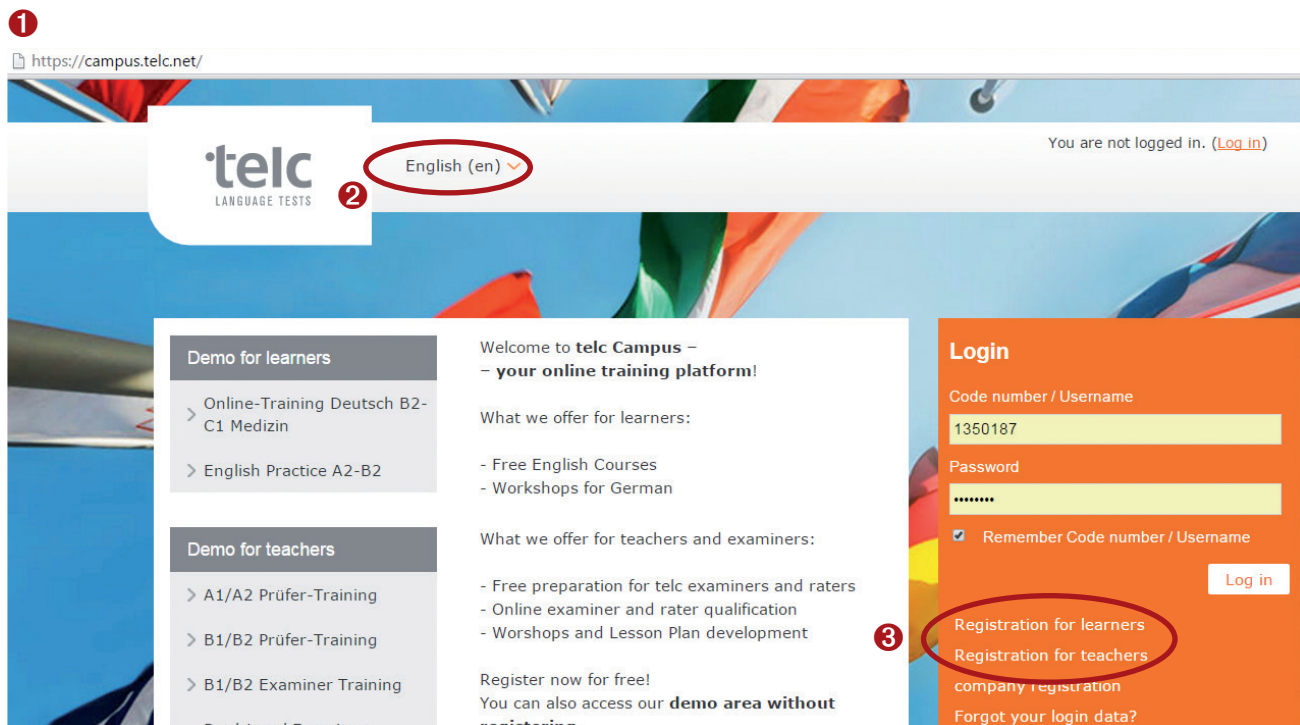 1
https://campus.telc.net/
telc
LANGUAGE TESTS
2
English (en)
You are not logged in. (Log in)
Demo for learners
Online-Training Deutsch B2-
C1 Medizin
English Practice A2-B2
Demo for teachers
A1/A2 Prüfer-Training
B1/B2 Prüfer-Training
B1/B2 Examiner Training
Welcome to telc Campus –
– your online training platform!
What we offer for learners:
- Free English Courses
- Workshops for German
What we offer for teachers and examiners:
- Free preparation for telc examiners and raters
- Online examiner and rater qualification
- Worshops and Lesson Plan development
Register now for free!
You can also access our demo area without
registering
Login
Code number / Username
1350187
Password
••••••••
Remember Code number / Username
Log in
3
Registration for learners
Registration for teachers
company registration
Forgot your login data?